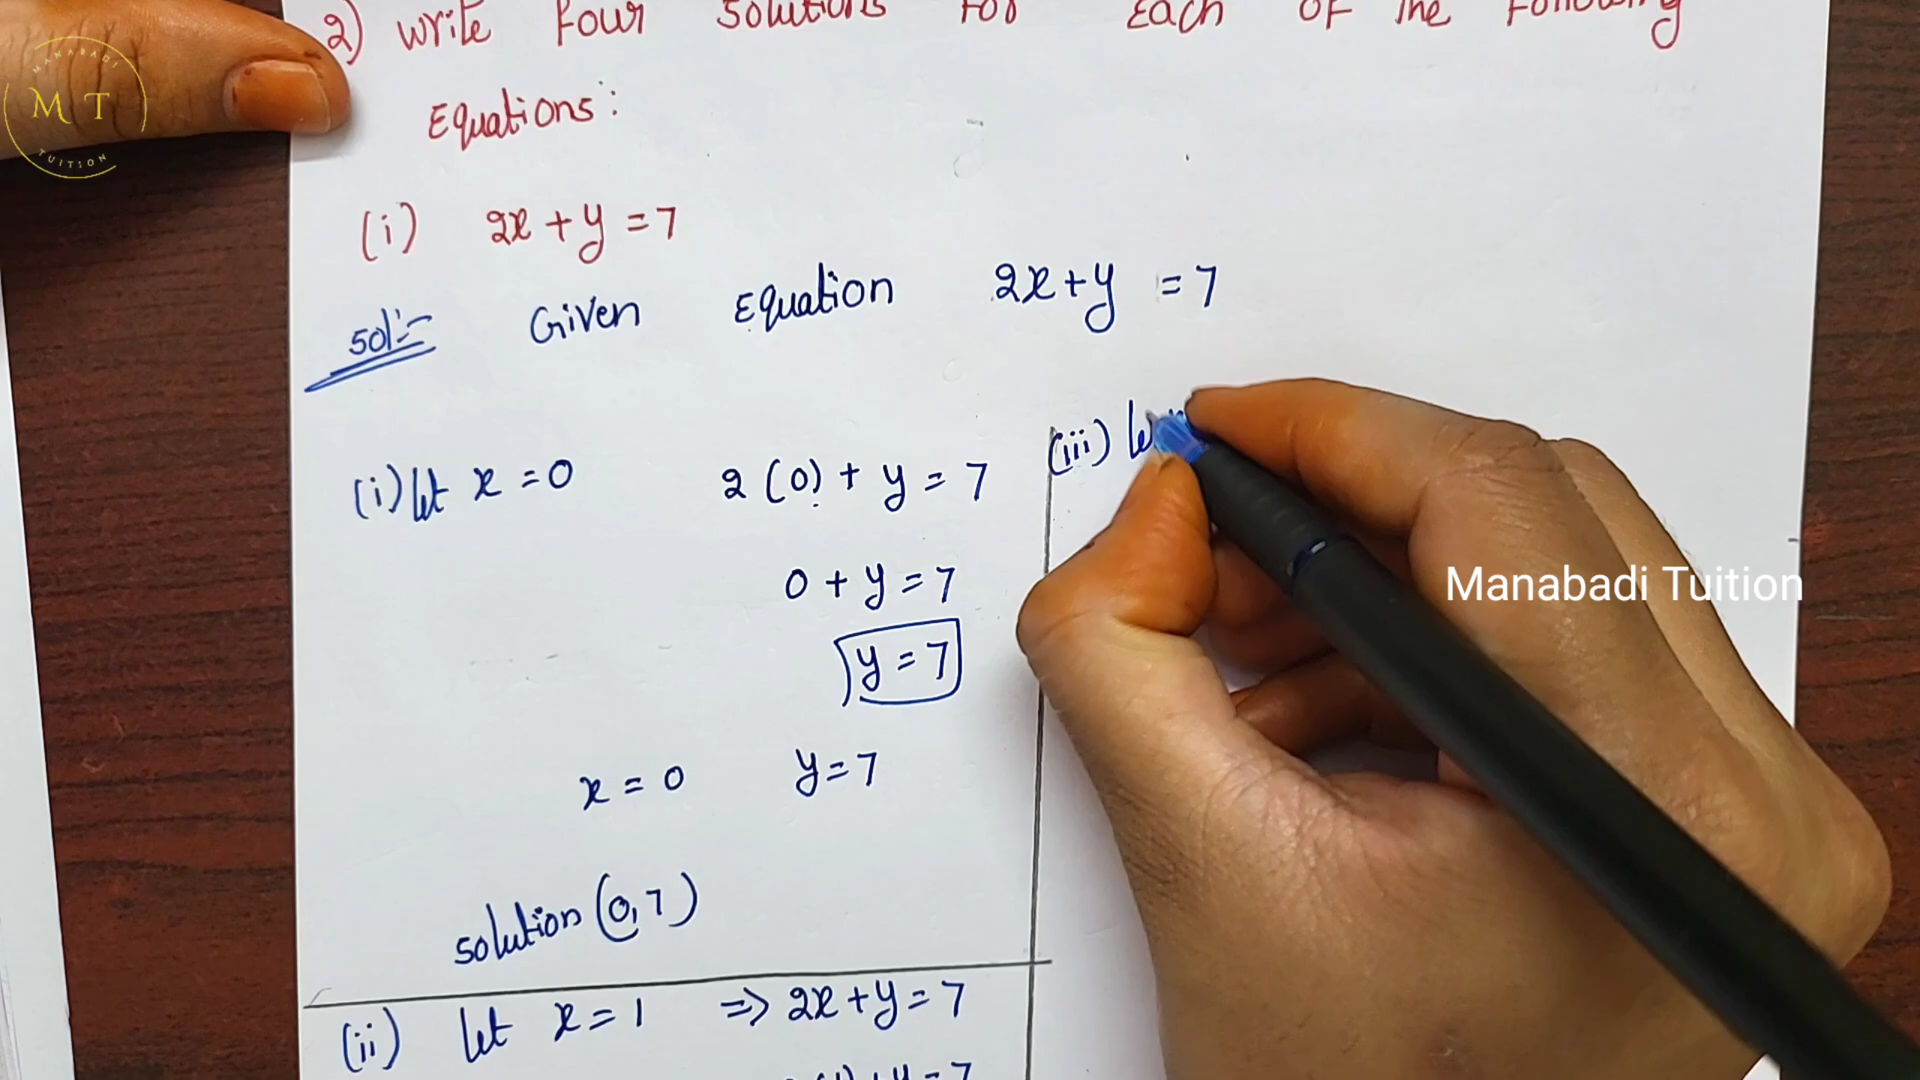 2) Write Four Solutions For Each of The Following
Equations:
(i) 2x + y = 7
Sol:- Given Equation 2x+y = 7
(i) let x = 0 2 (0) + y = 7
0 + y = 7
y = 7
x = 0 y = 7
solution (0,7)
(ii) let x = 1 => 2x + y = 7
(iii)
Manabadi Tuition
MANABADI
M T
TUITION